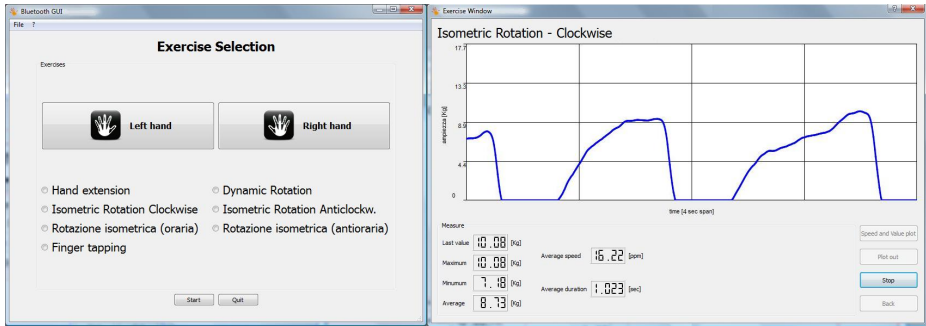 Bluetooth GUI
File ?
Exercise Selection
Exercises
Left hand
Right hand
Hand extension
Dynamic Rotation
Isometric Rotation Clockwise
Isometric Rotation Anticlockw.
Rotazione isometrica (oraria)
Rotazione isometrica (antioraria)
Finger tapping
Start
Quit
Exercise Window
Isometric Rotation - Clockwise
17.7
13.3
8.9
4.4
0
ampiezza [Kg]
time [4 sec span]
Measure
Last value 10.08 [Kg]
Maximum 10.08 [Kg]
Minumum 7.18 [Kg]
Average 8.73 [Kg]
Average speed 16.22 [ppm]
Average duration 1.023 [sec]
Speed and Value plot
Plot out
Stop
Back